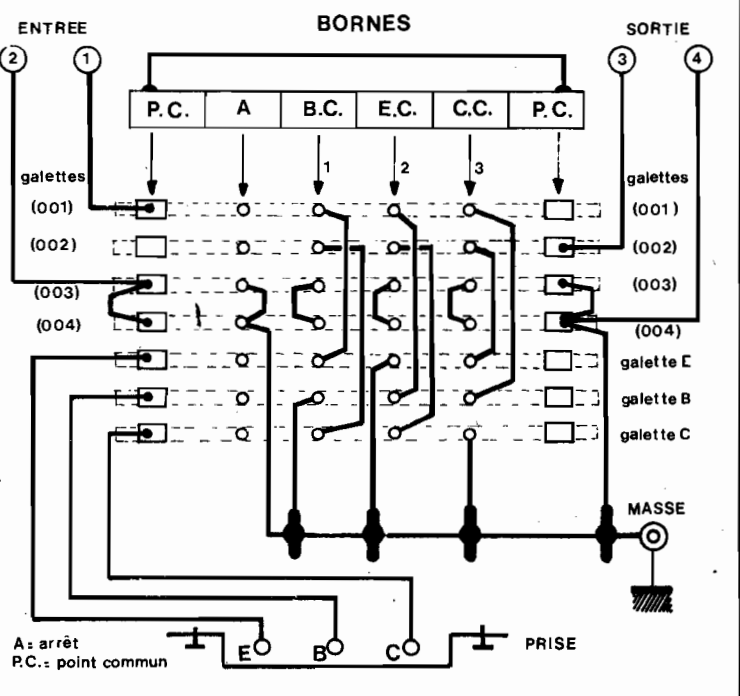 BORNES
ENTREE
SORTIE
2 1 3 4
P.C. A B.C. E.C. C.C. P.C.
1 2 3
galettes galettes
(001) (001)
(002) (002)
(003) (003)
(004) (004)
galette E
galette B
galette C
MASSE
E B C PRISE
A= arrêt
P.C.= point commun